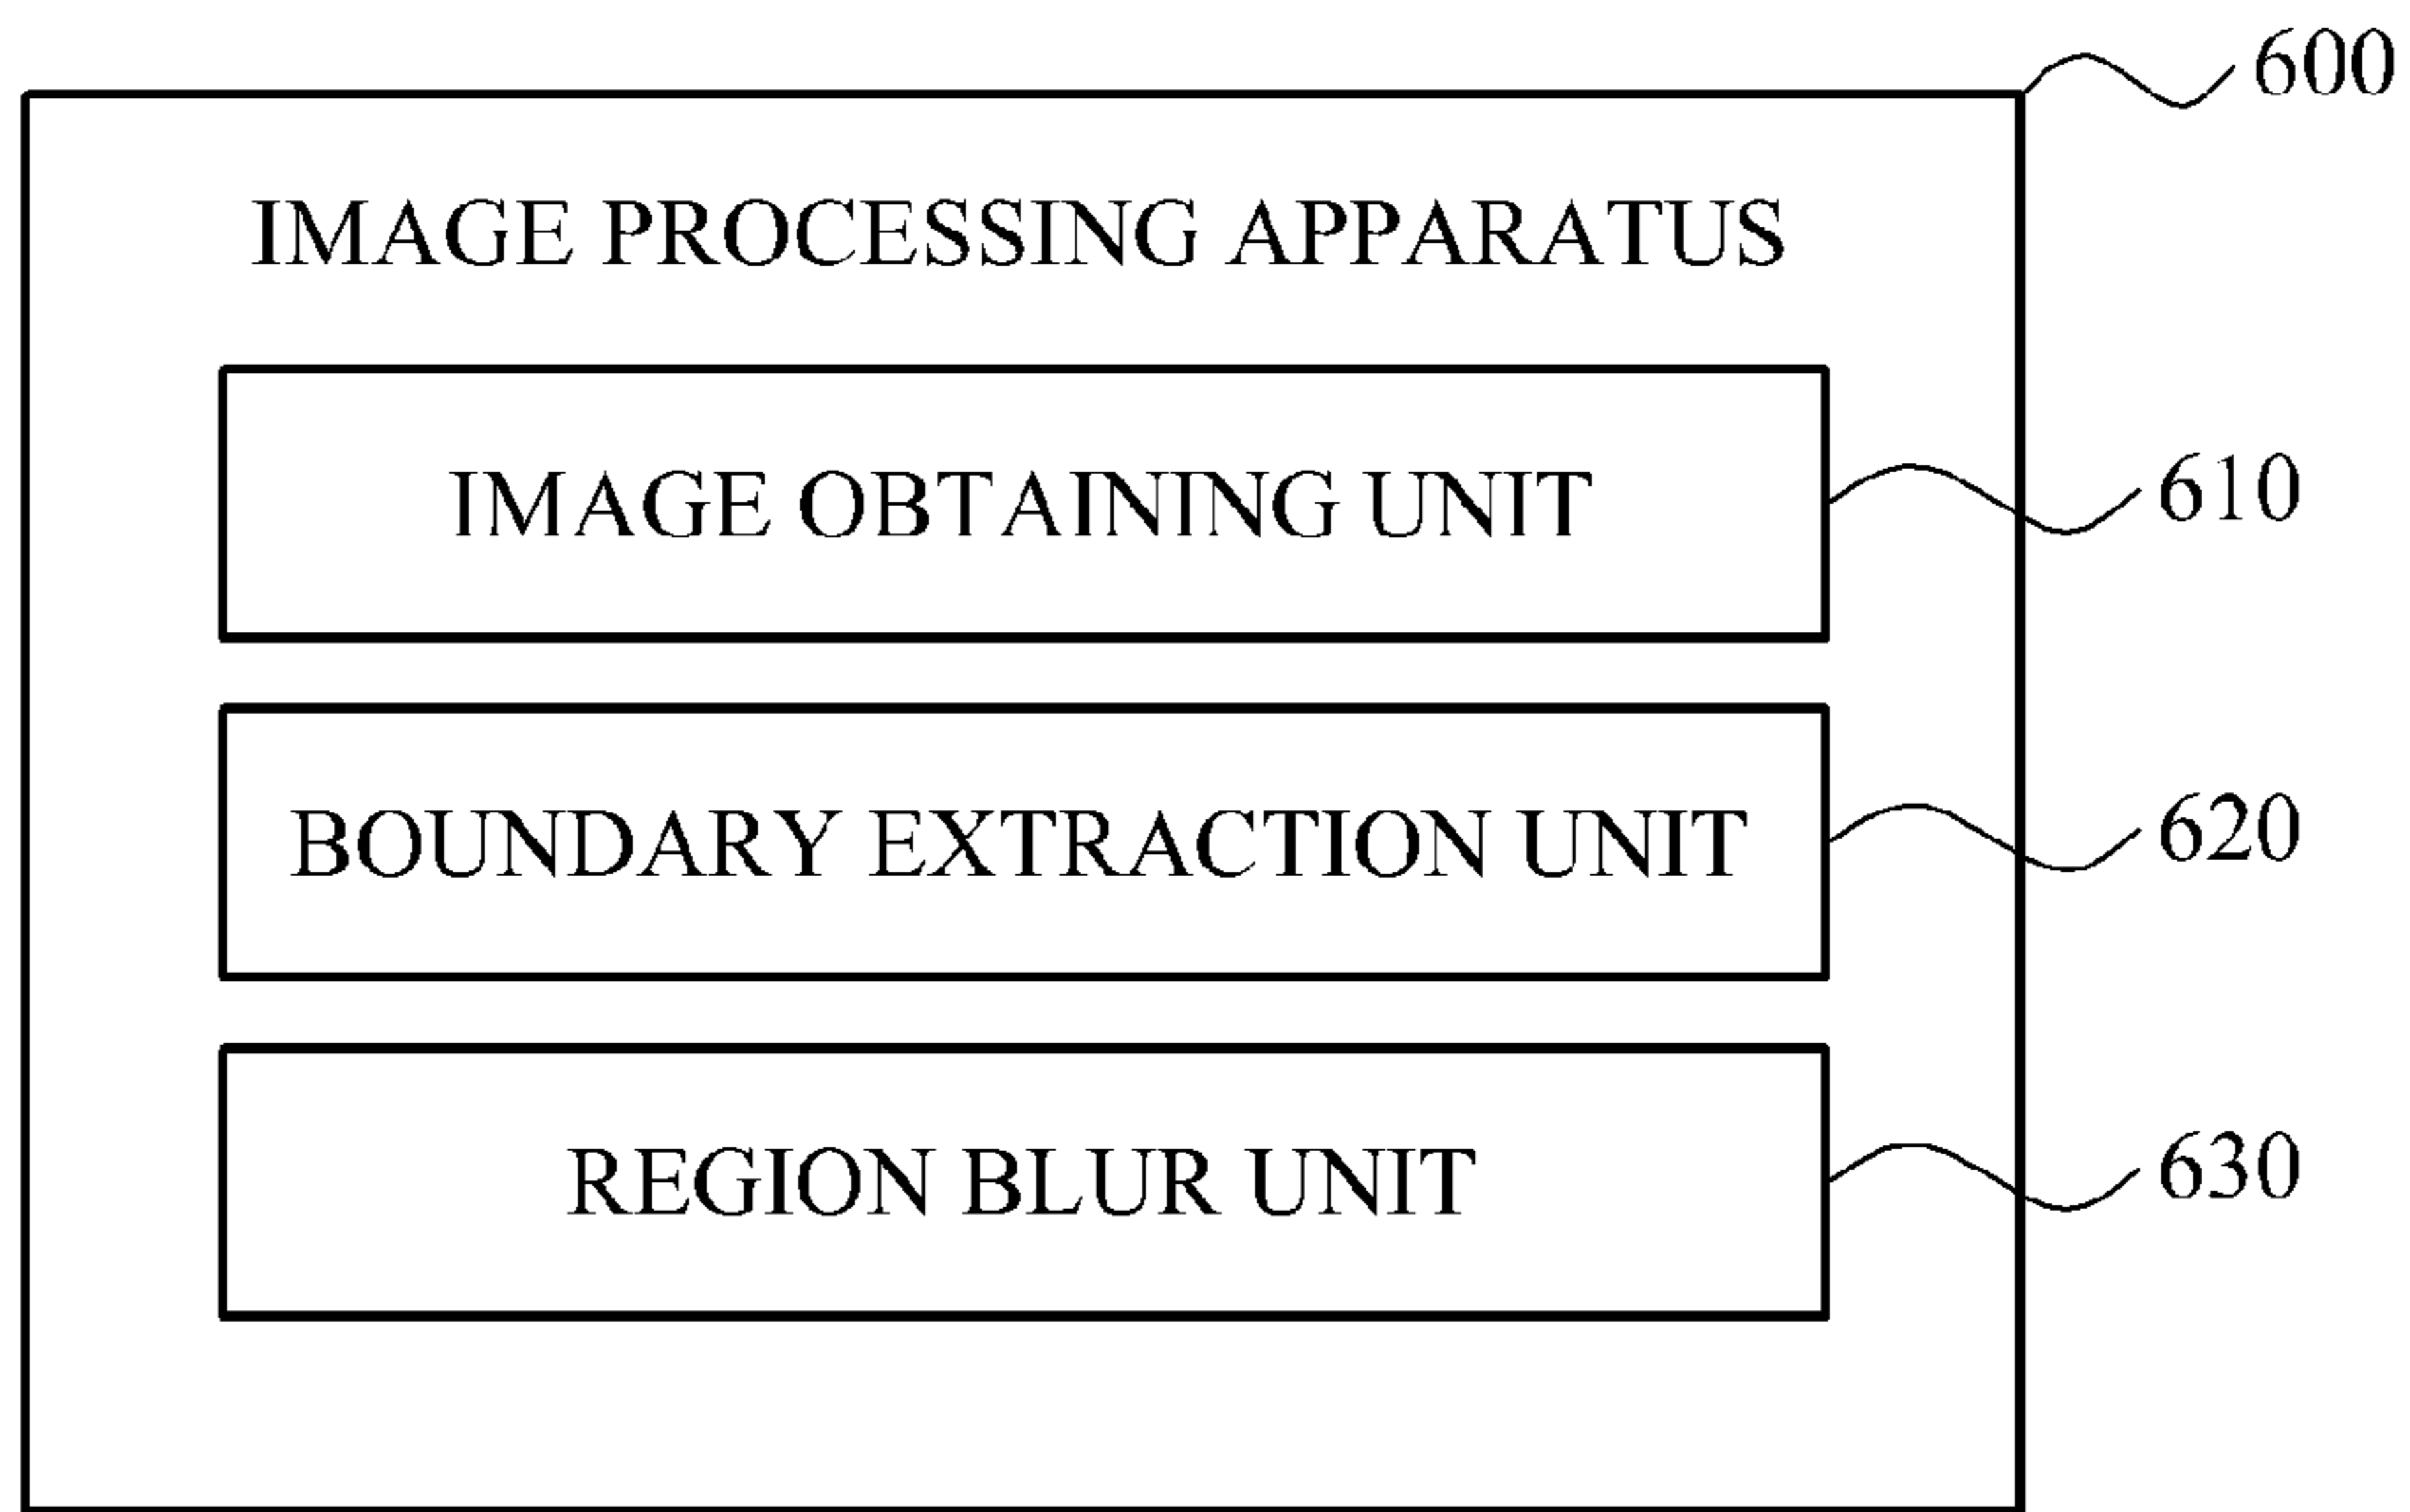 600
IMAGE PROCESSING APPARATUS
IMAGE OBTAINING UNIT
610
BOUNDARY EXTRACTION UNIT
620
REGION BLUR UNIT
630